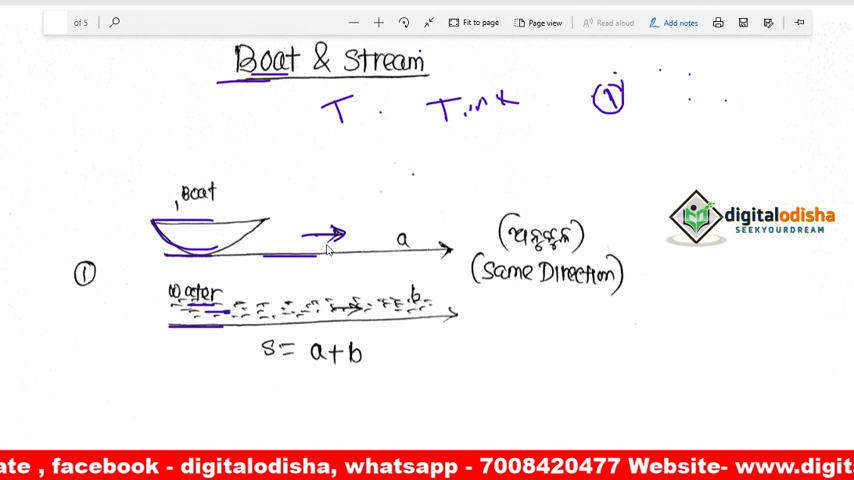 of 5
Fit to page
Page view
Read aloud
Add notes
Boat & Stream
T. T.ink ①
Boat
a
(ଅନୁକୂଳ)
(Same Direction)
①
water
b
S = a+b
digitalodisha
SEEKYOURDREAM
ate , facebook - digitalodisha, whatsapp - 7008420477 Website- www.digit